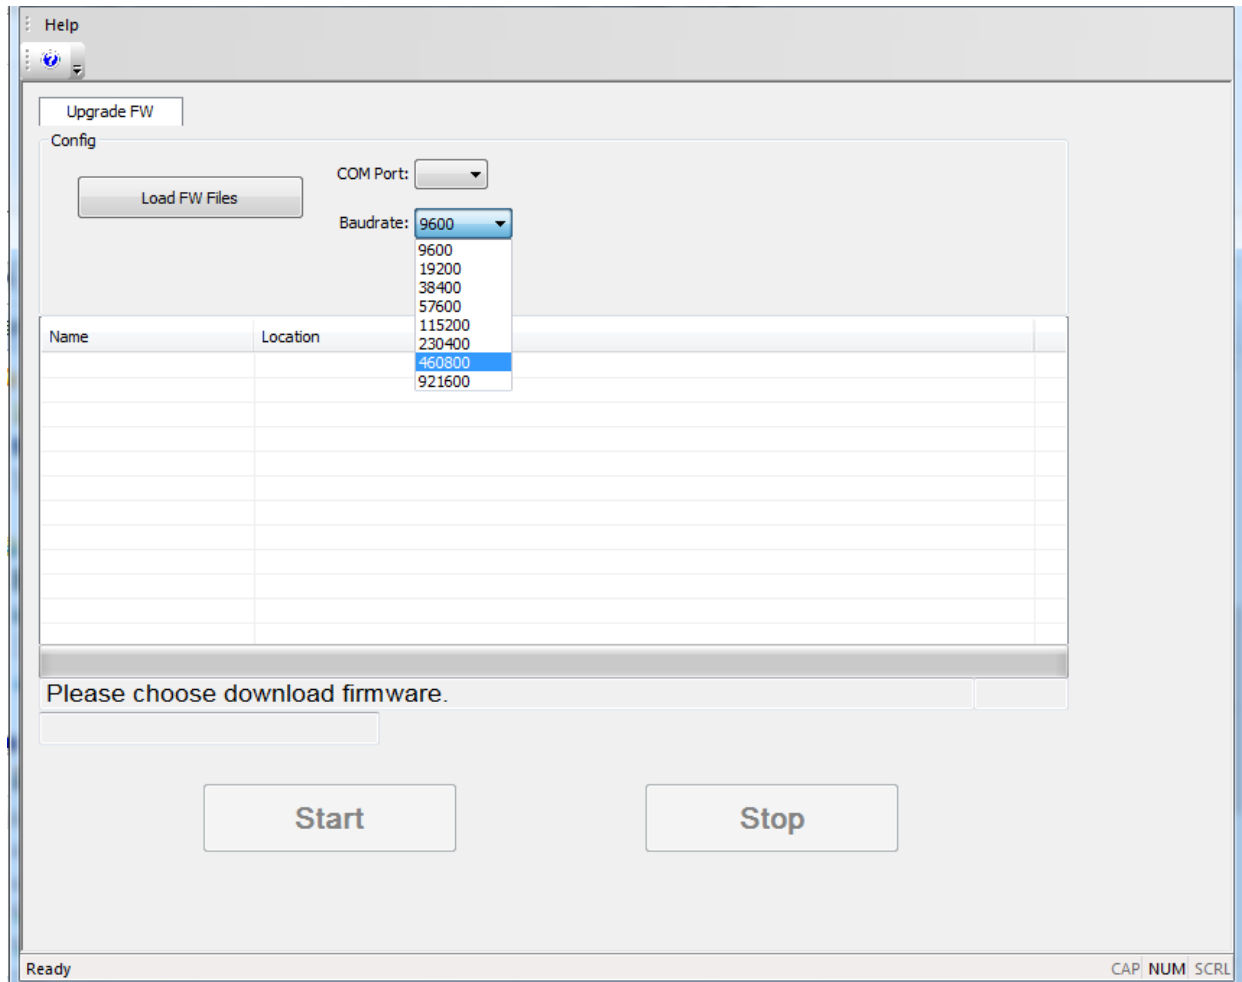 Help
Upgrade FW
Config
COM Port:
Load FW Files
Baudrate: 9600
9600
19200
38400
57600
115200
230400
460800
921600
Name Location
Please choose download firmware.
Start Stop
Ready CAP NUM SCRL